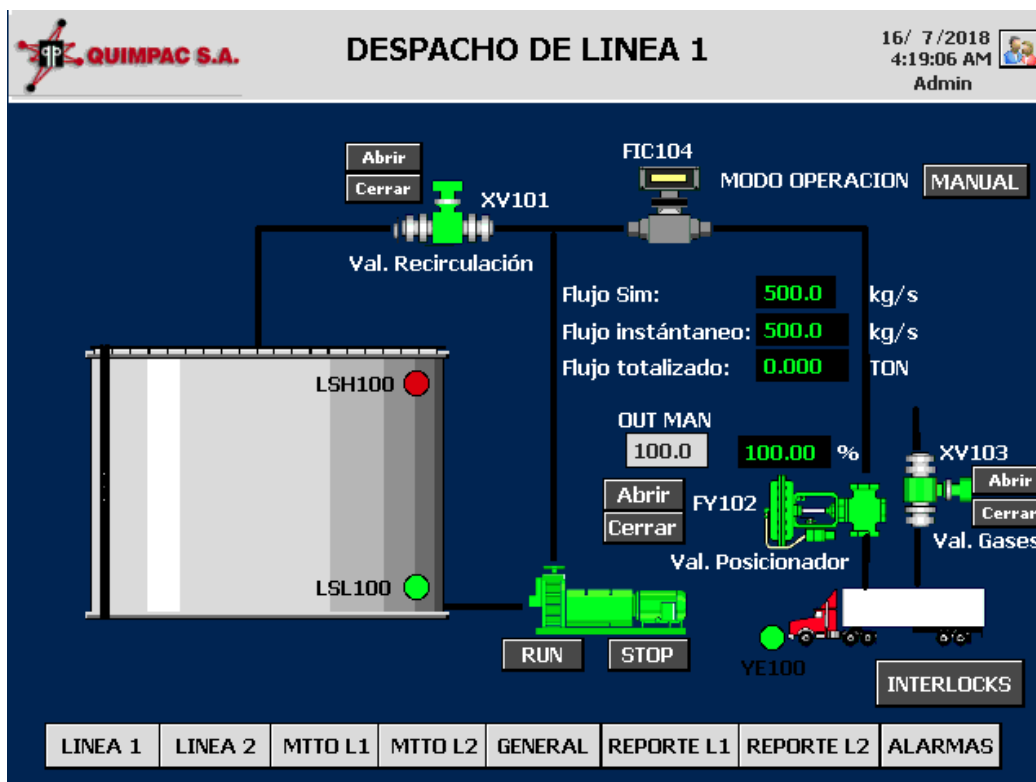 QUIMPAC S.A.
DESPACHO DE LINEA 1
16/ 7/2018
4:19:06 AM
Admin
Abrir
Cerrar
XV101
Val. Recirculación
FIC104
MODO OPERACION
MANUAL
Flujo Sim: 500.0 kg/s
Flujo instántaneo: 500.0 kg/s
Flujo totalizado: 0.000 TON
LSH100
OUT MAN
100.0
100.00 %
XV103
Abrir
Cerrar
Val. Gases
Abrir
Cerrar
FY102
Val. Posicionador
LSL100
RUN
STOP
YE100
INTERLOCKS
LINEA 1
LINEA 2
MTTO L1
MTTO L2
GENERAL
REPORTE L1
REPORTE L2
ALARMAS